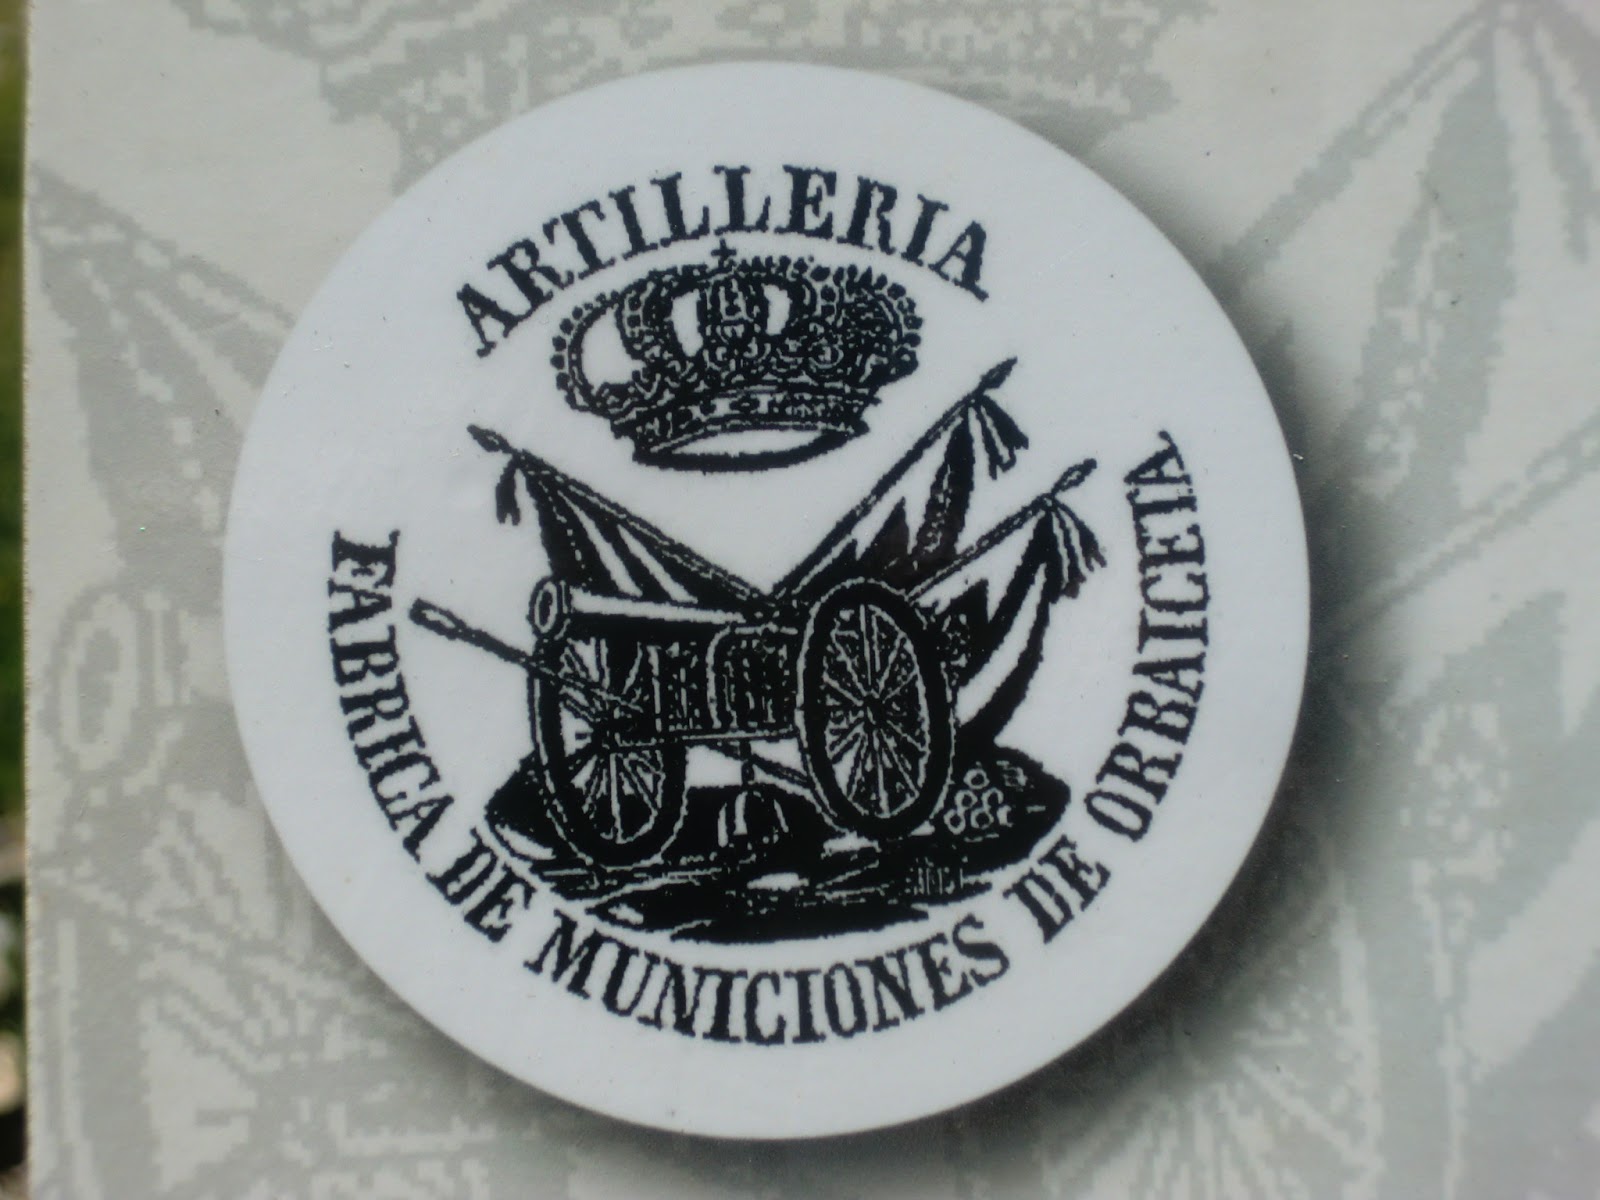 ARTILLERIA
FABRICA DE MUNICIONES DE ORBAICETA